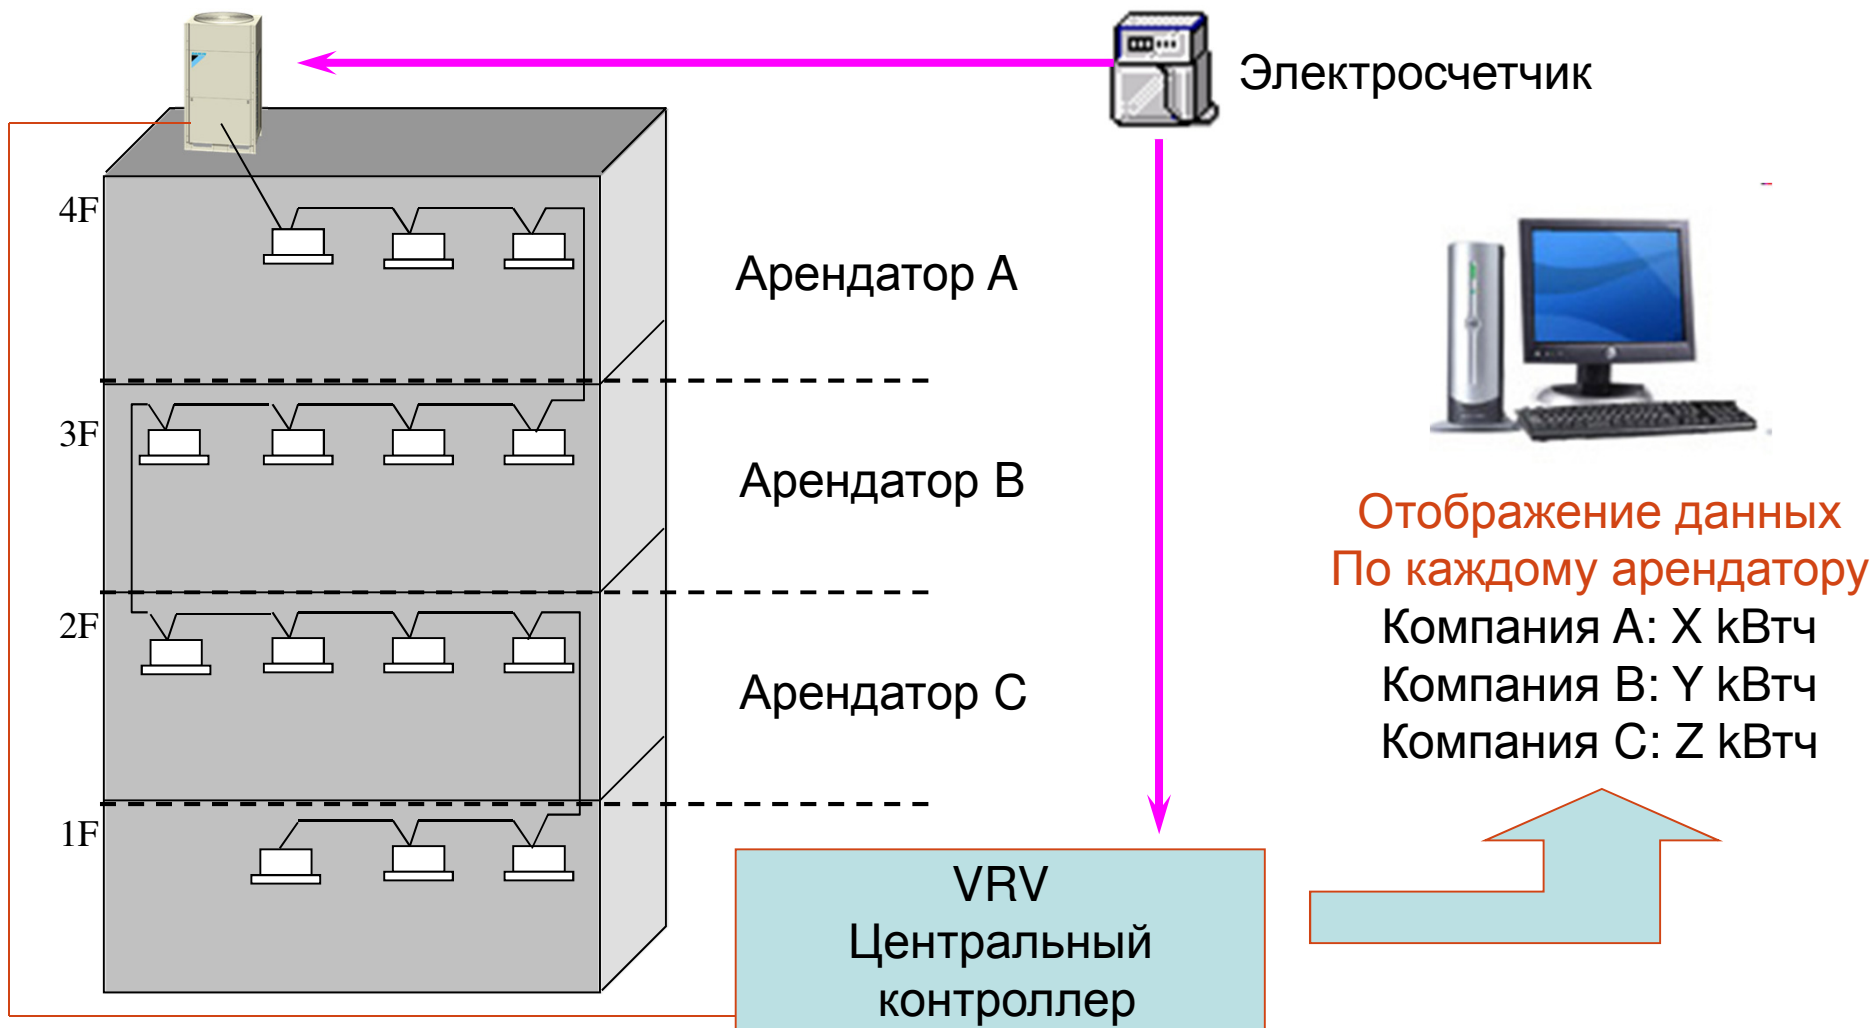 Электросчетчик
4F
Арендатор A
3F
Арендатор B
2F
Арендатор C
1F
VRV
Центральный
контроллер
Отображение данных
По каждому арендатору
Компания A: X kВтч
Компания B: Y kВтч
Компания C: Z kВтч